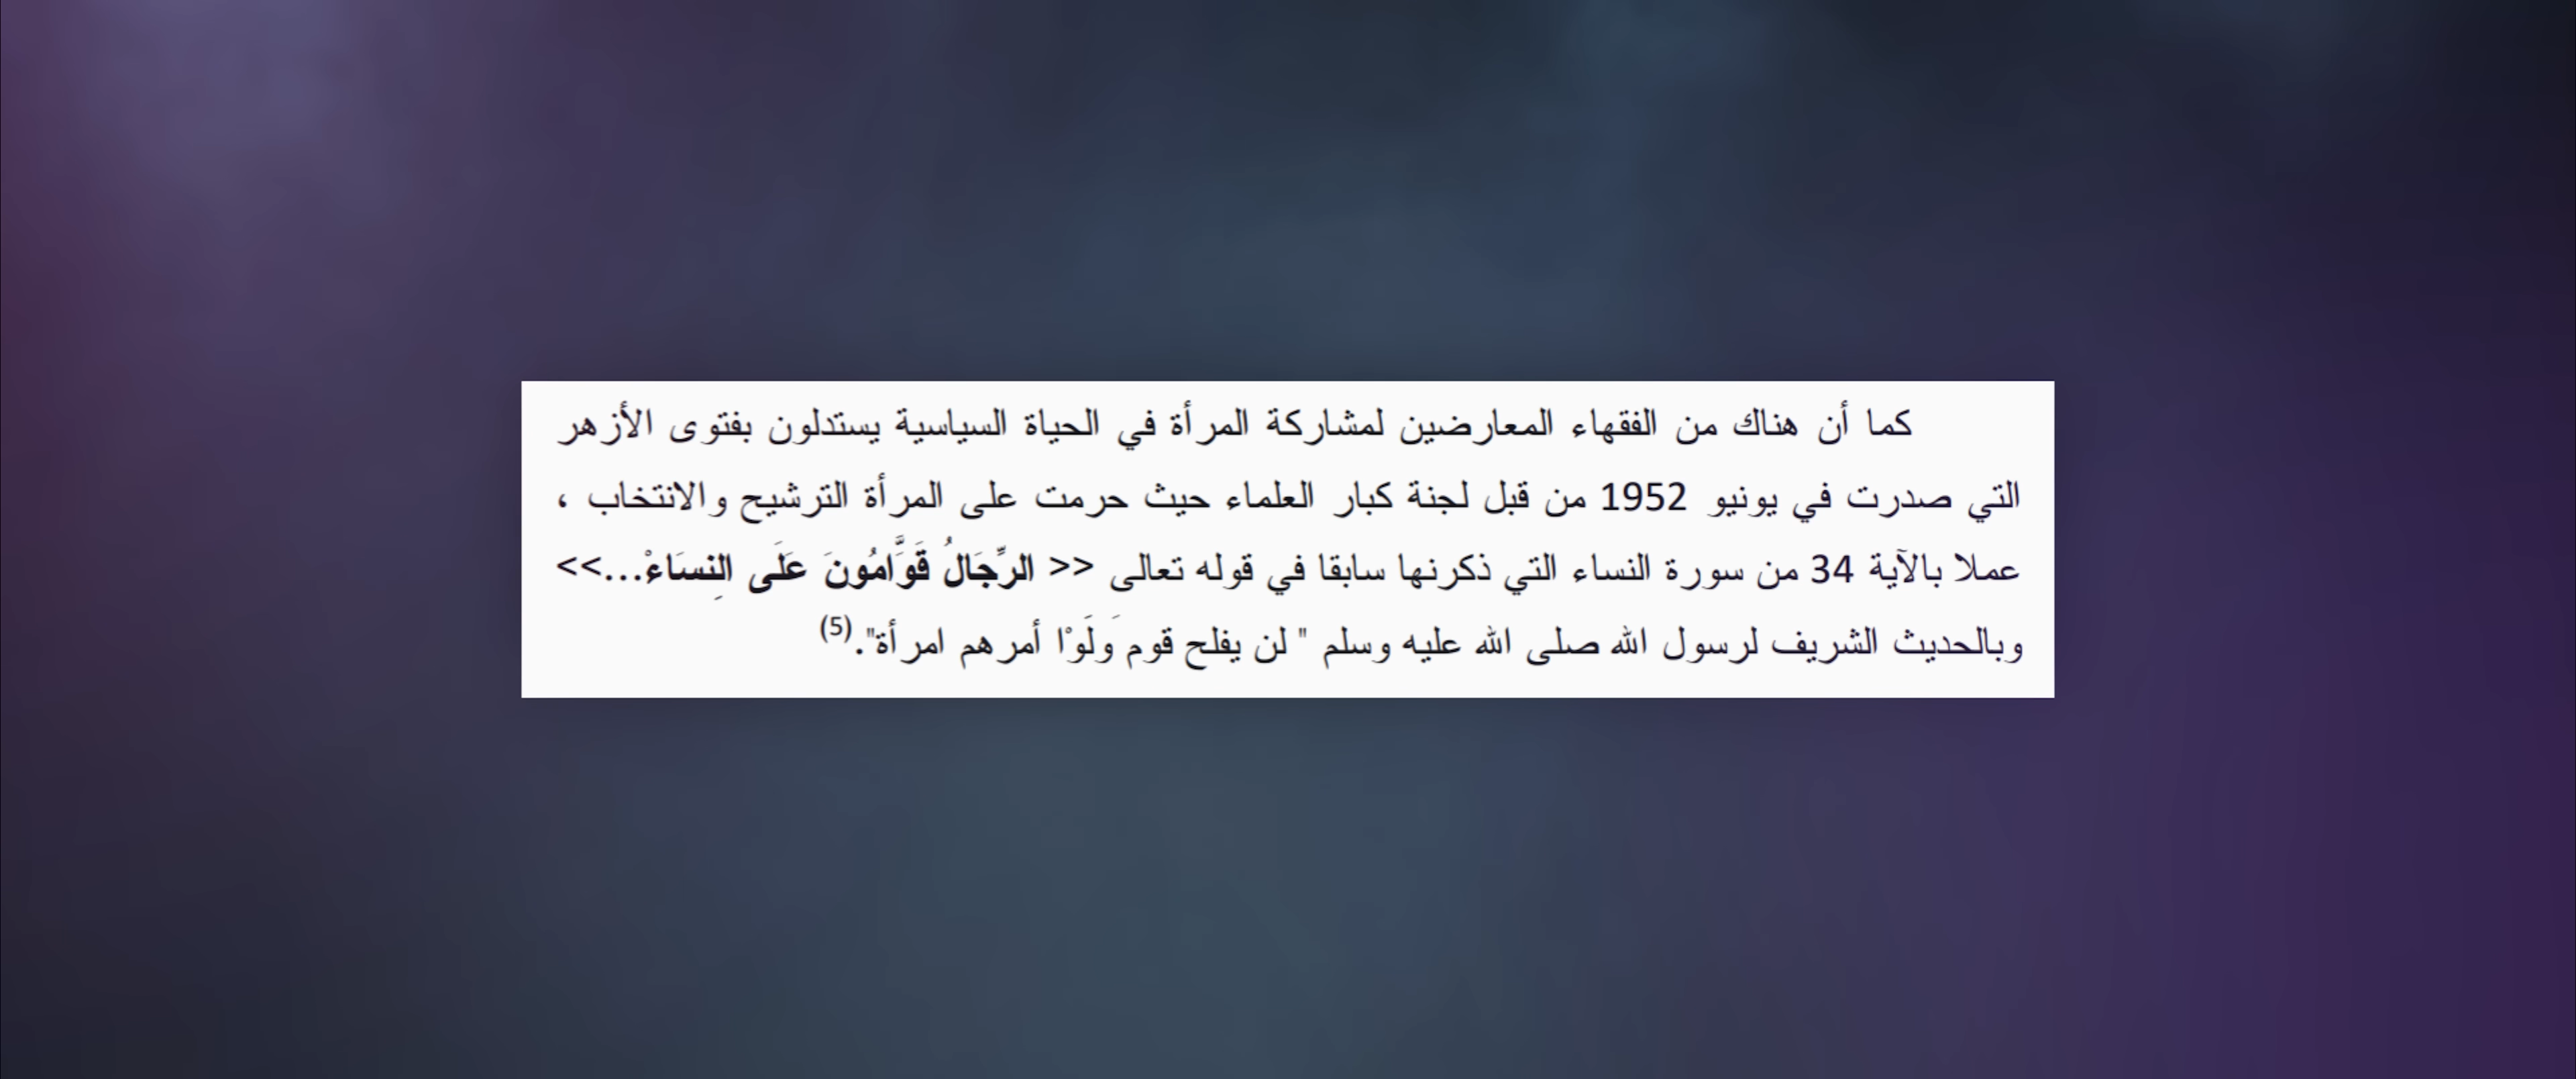 كما أن هناك من الفقهاء المعارضين لمشاركة المرأة في الحياة السياسية يستدلون بفتوى الأزهر
التي صدرت في يونيو 1952 من قبل لجنة كبار العلماء حيث حرمت على المرأة الترشيح والانتخاب ،
عملا بالآية 34 من سورة النساء التي ذكرنها سابقا في قوله تعالى << الرِّجَالُ قَوَّامُونَ عَلَى النِسَاءْ...>>
وبالحديث الشريف لرسول الله صلى الله عليه وسلم " لن يفلح قوم وَلَوْا أمرهم امرأة".(5)